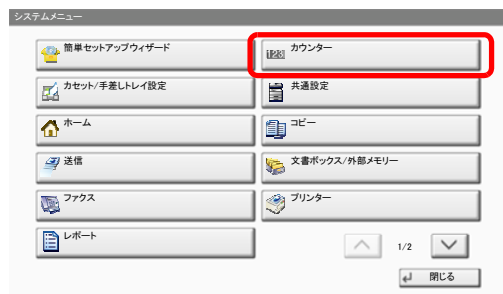 システムメニュー
簡単セットアップウィザード
カウンター
カセット/手差しトレイ設定
共通設定
ホーム
コピー
送信
文書ボックス/外部メモリー
ファクス
プリンター
レポート
1/2
閉じる